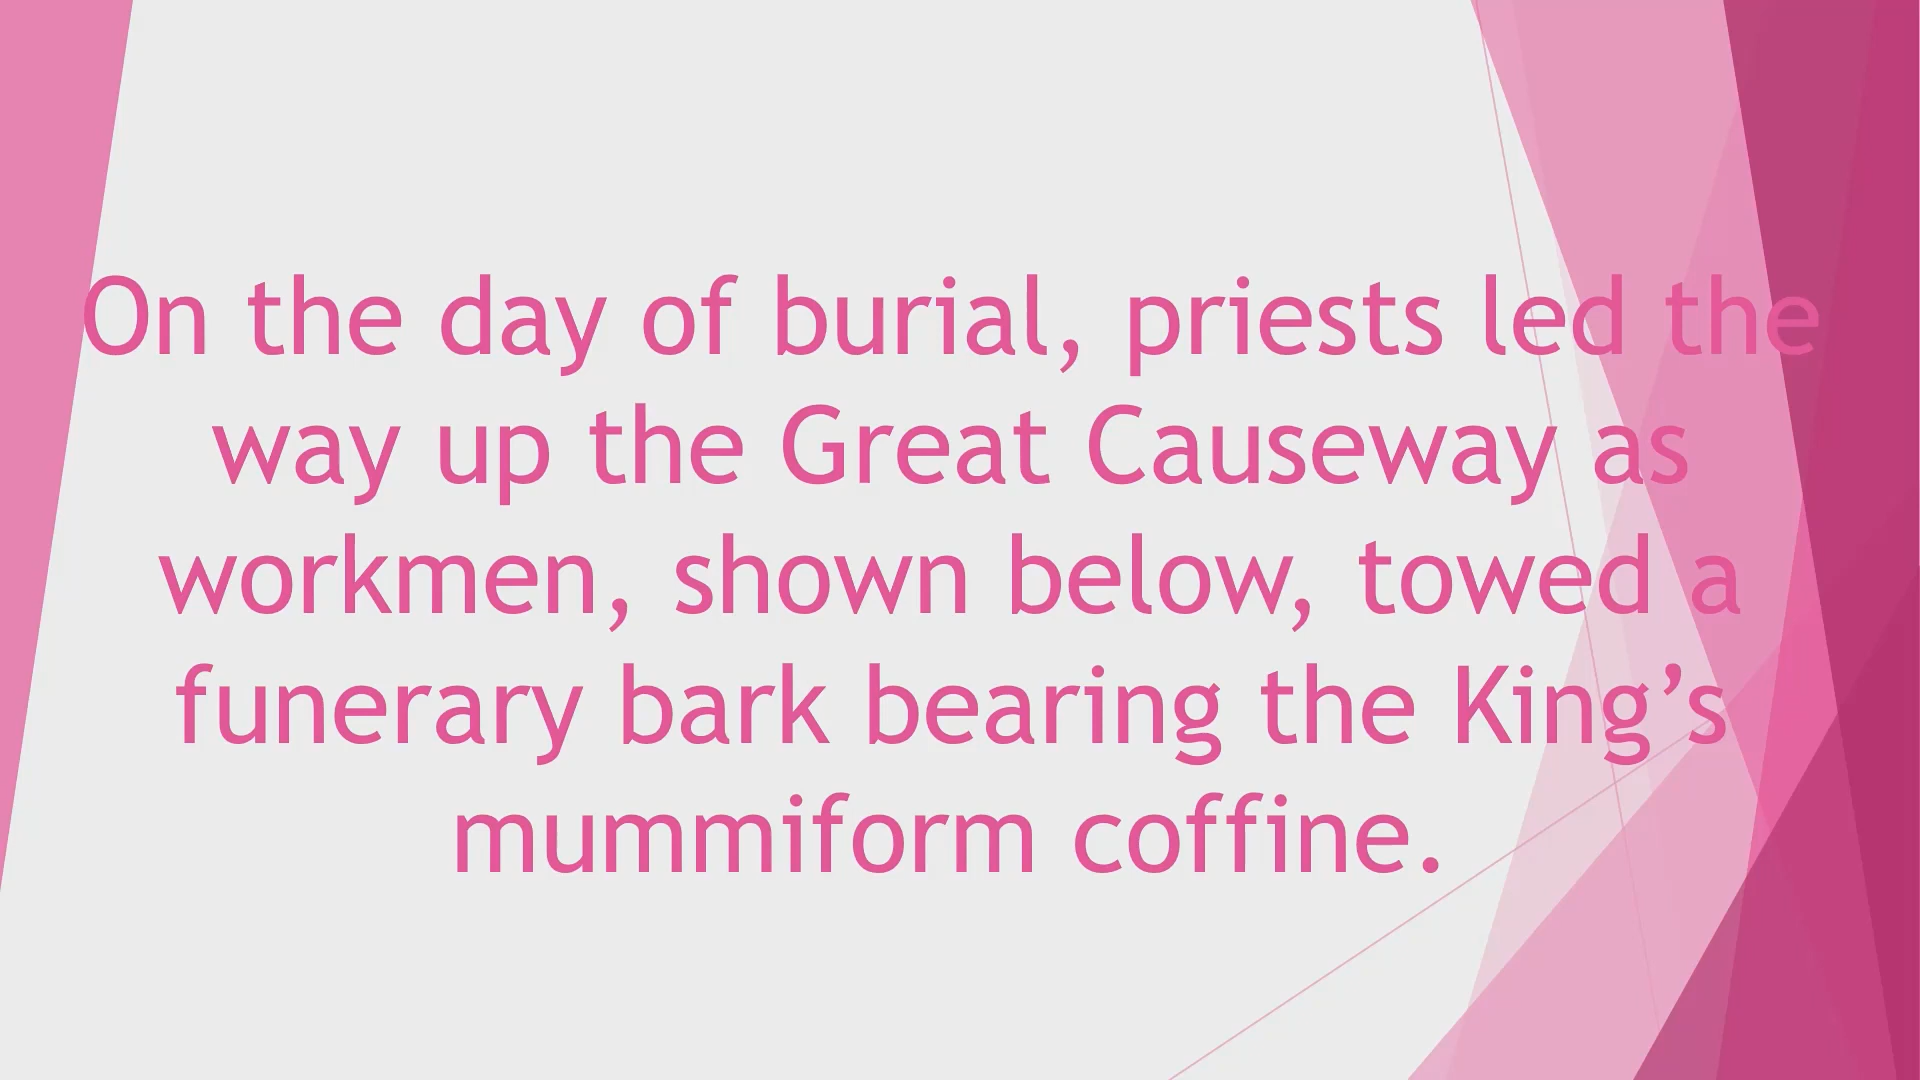 On the day of burial, priests led the
way up the Great Causeway as
workmen, shown below, towed a
funerary bark bearing the King’s
mummiform coffine.